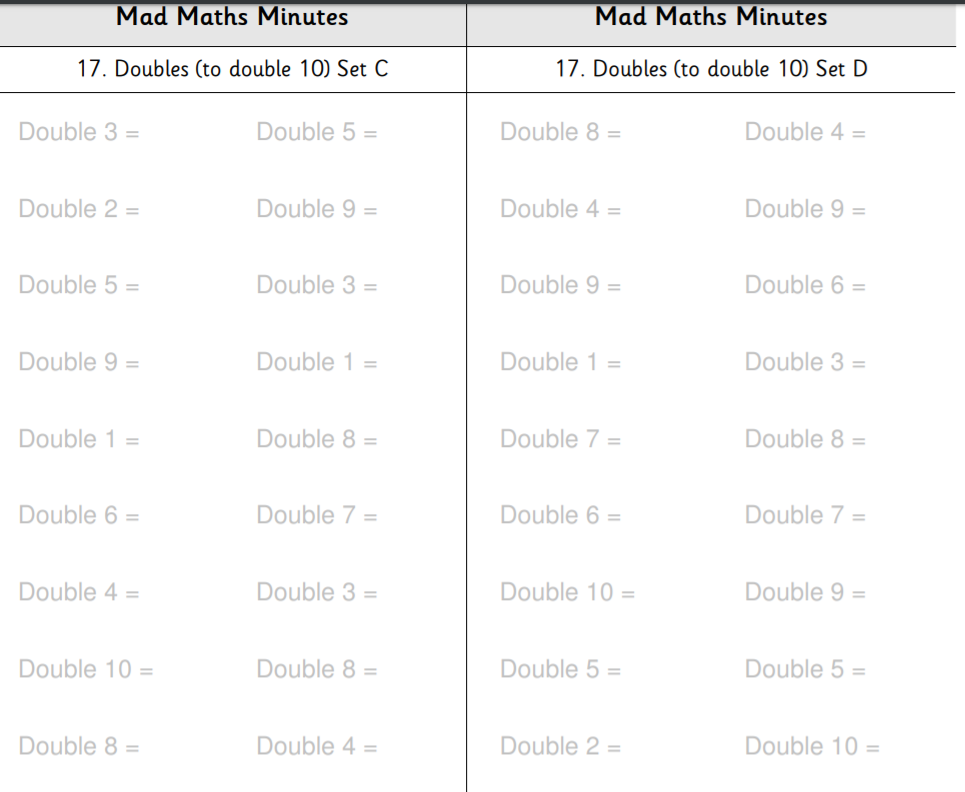 Mad Maths Minutes
17. Doubles (to double 10) Set C
Double 3 =
Double 2 =
Double 5 =
Double 9 =
Double 1 =
Double 6 =
Double 4 =
Double 10 =
Double 8 =
Double 5 =
Double 9 =
Double 3 =
Double 1 =
Double 8 =
Double 7 =
Double 3 =
Double 8 =
Double 4 =
Mad Maths Minutes
17. Doubles (to double 10) Set D
Double 8 =
Double 4 =
Double 9 =
Double 1 =
Double 7 =
Double 6 =
Double 10 =
Double 5 =
Double 2 =
Double 4 =
Double 9 =
Double 6 =
Double 3 =
Double 8 =
Double 7 =
Double 9 =
Double 5 =
Double 10 =